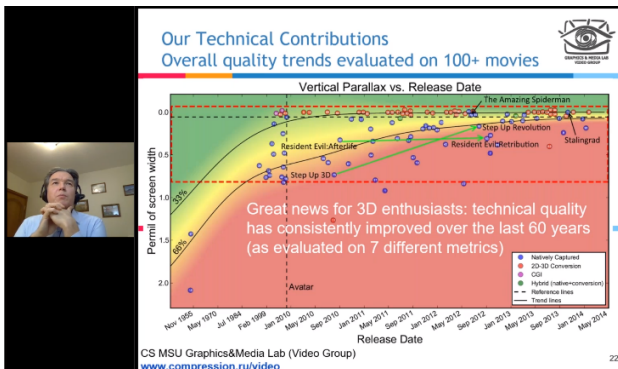 Our Technical Contributions
Overall quality trends evaluated on 100+ movies
GRAPHICS & MEDIA LAB
VIDEO GROUP
Vertical Parallax vs. Release Date
Permil of screen width
0.0
0.5
1.0
1.5
2.0
33%
66%
The Amazing Spiderman
Step Up Revolution
Resident Evil:Afterlife
Resident Evil:Retribution
Stalingrad
Step Up 3D
Great news for 3D enthusiasts: technical quality
has consistently improved over the last 60 years
(as evaluated on 7 different metrics)
Avatar
Natively Captured
2D-3D Conversion
CGI
Hybrid (native+conversion)
Reference lines
Trend lines
Nov 1955
May 1970
Jul 1984
Feb 1999
Jan 2010
May 2010
Sep 2010
Jan 2011
May 2011
Sep 2011
Jan 2012
May 2012
Sep 2012
Jan 2013
May 2013
Sep 2013
Jan 2014
May 2014
Release Date
CS MSU Graphics&Media Lab (Video Group)
www.compression.ru/video
22